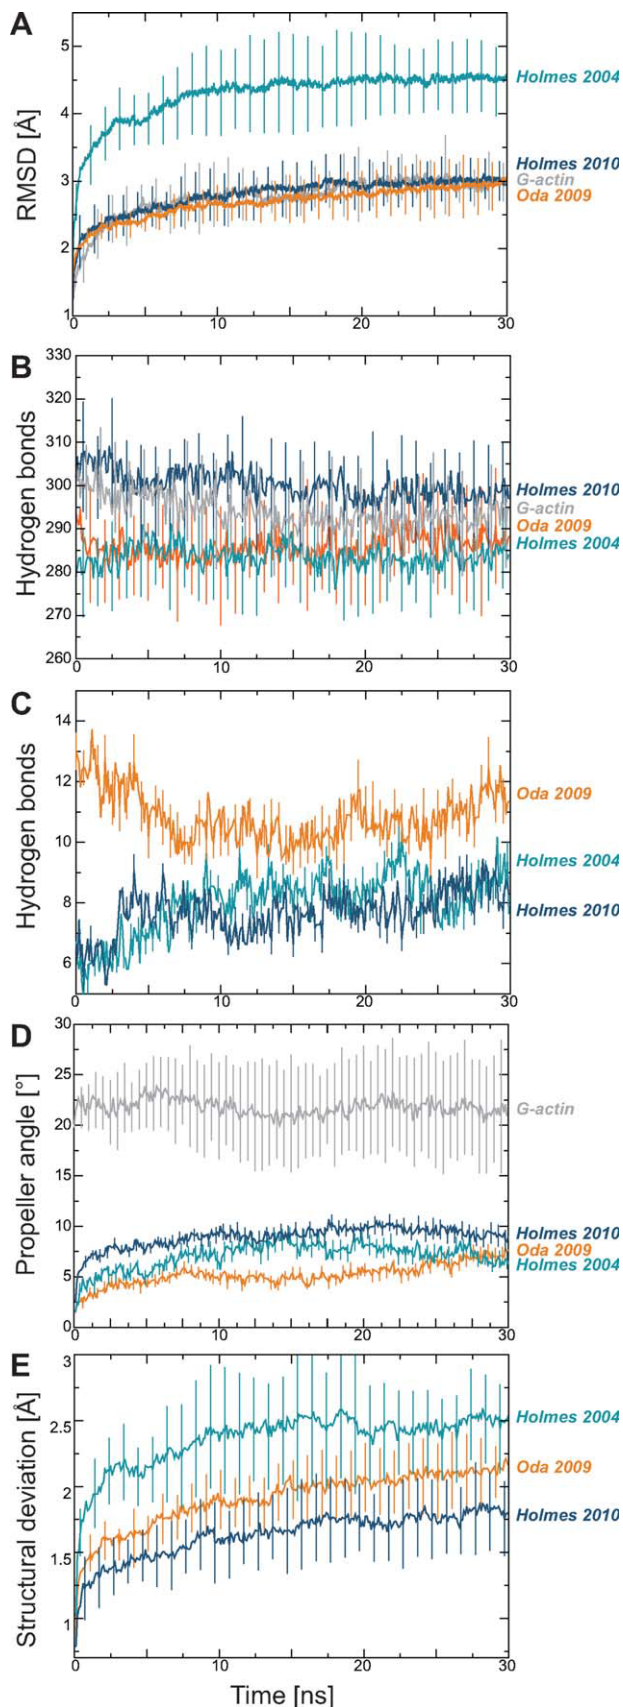 A
RMSD [Å]
5
4
3
2
1
0
10
20
30
Holmes 2004
Holmes 2010
G-actin
Oda 2009
B
Hydrogen bonds
330
320
310
300
290
280
270
260
0
10
20
30
Holmes 2010
G-actin
Oda 2009
Holmes 2004
C
Hydrogen bonds
14
12
10
8
6
0
10
20
30
Oda 2009
Holmes 2004
Holmes 2010
D
Propeller angle [°]
30
25
20
15
10
5
0
0
10
20
30
G-actin
Holmes 2010
Oda 2009
Holmes 2004
E
Structural deviation [Å]
3
2.5
2
1.5
1
0
10
20
30
Holmes 2004
Oda 2009
Holmes 2010
Time [ns]